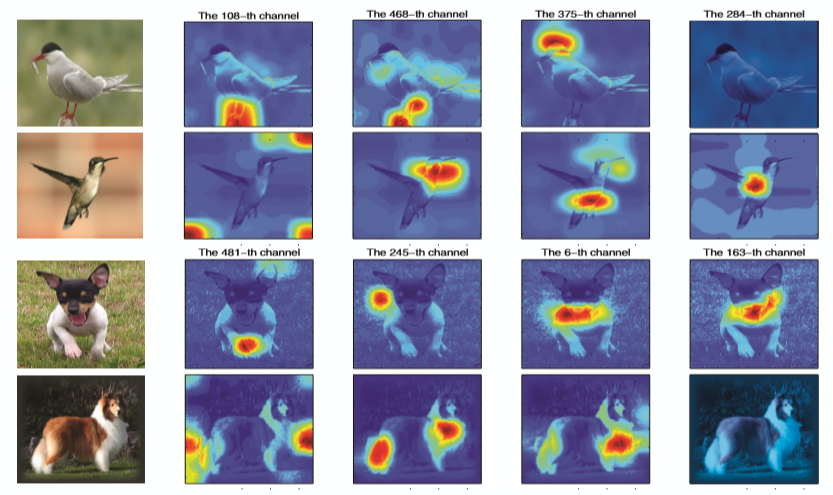 The 108-th channel
The 468-th channel
The 375-th channel
The 284-th channel
The 481-th channel
The 245-th channel
The 6-th channel
The 163-th channel